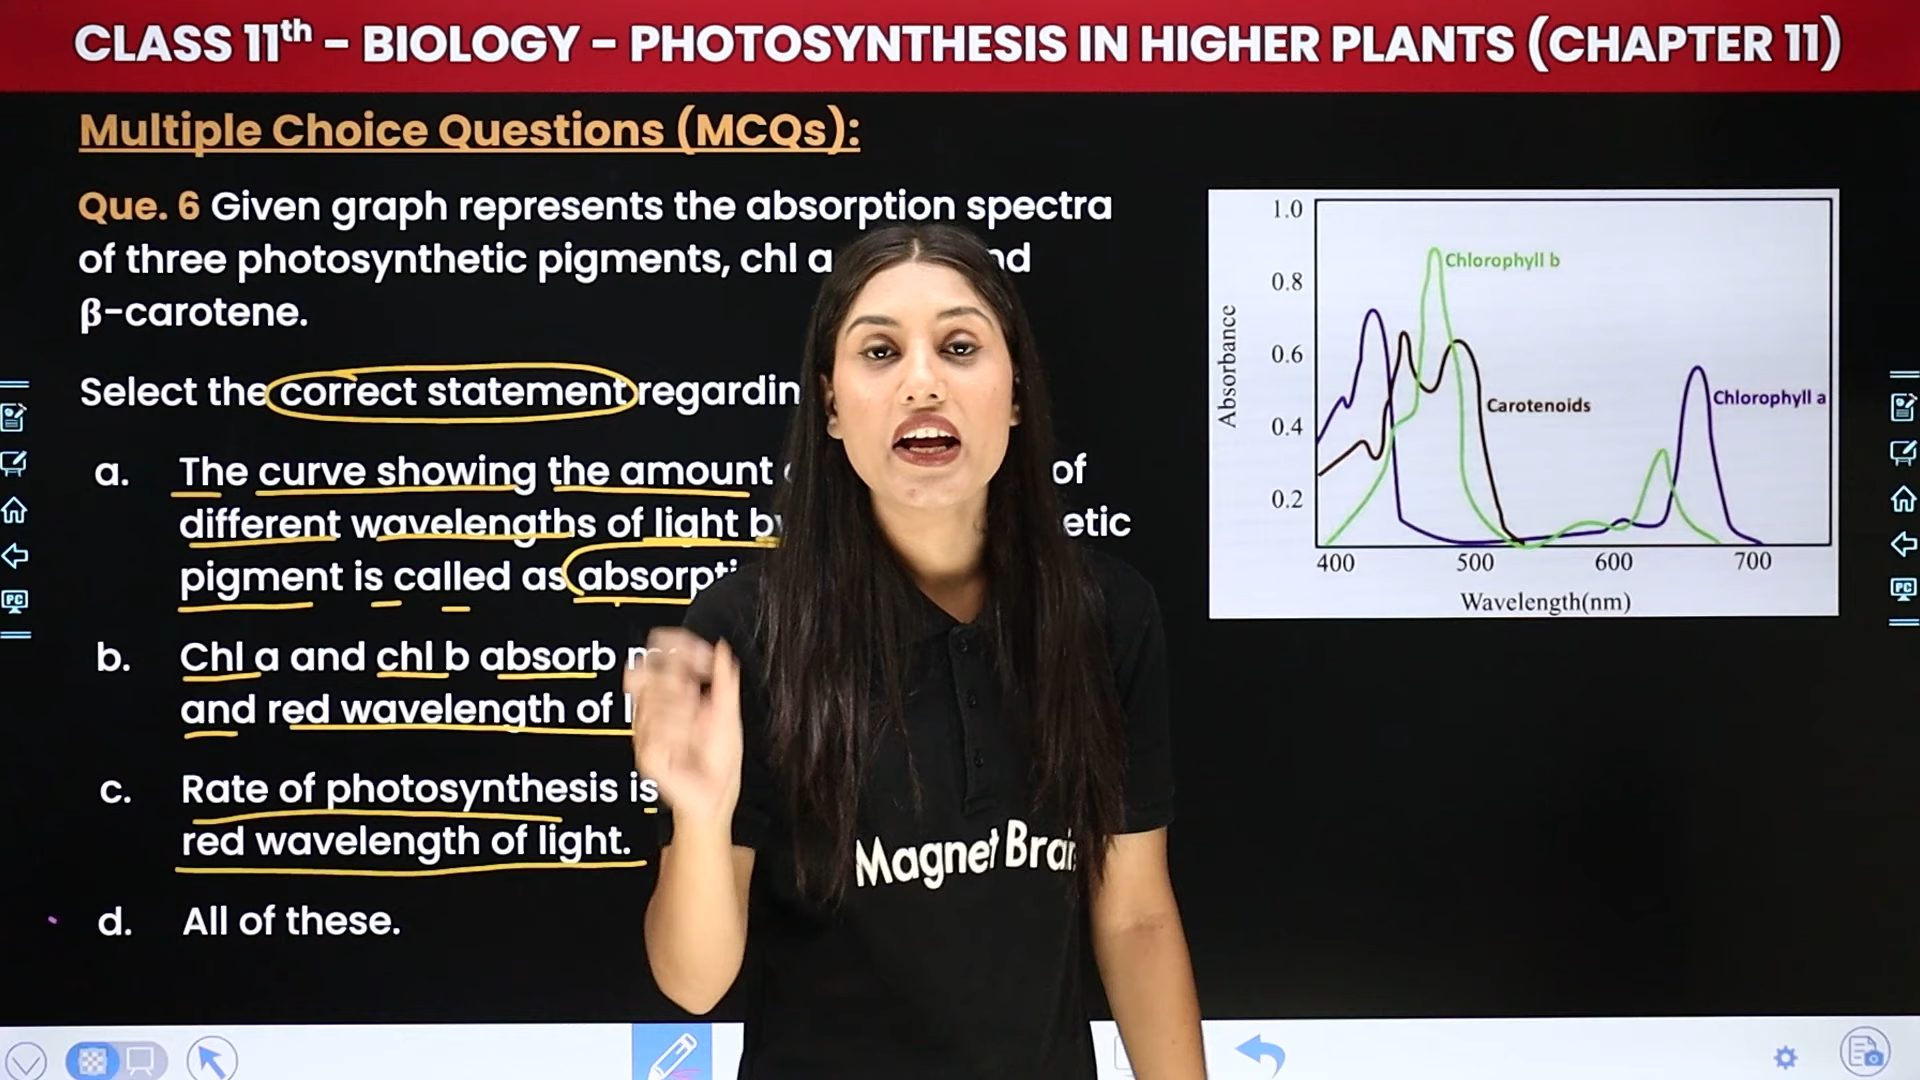 CLASS 11th – BIOLOGY – PHOTOSYNTHESIS IN HIGHER PLANTS (CHAPTER 11)
Multiple Choice Questions (MCQs):
Que. 6 Given graph represents the absorption spectra
of three photosynthetic pigments, chl a
β-carotene.
Select the correct statement
a. The curve showing the amount of
different wavelengths of light
pigment is called as
b. Chl a and chl b absorb
and red wavelength of
c. Rate of photosynthesis is
red wavelength of light.
d. All of these.
1.0
0.8
0.6
0.4
0.2
Absorbance
Chlorophyll b
Carotenoids
Chlorophyll a
400 500 600 700
Wavelength(nm)
Magnet
PC
PC